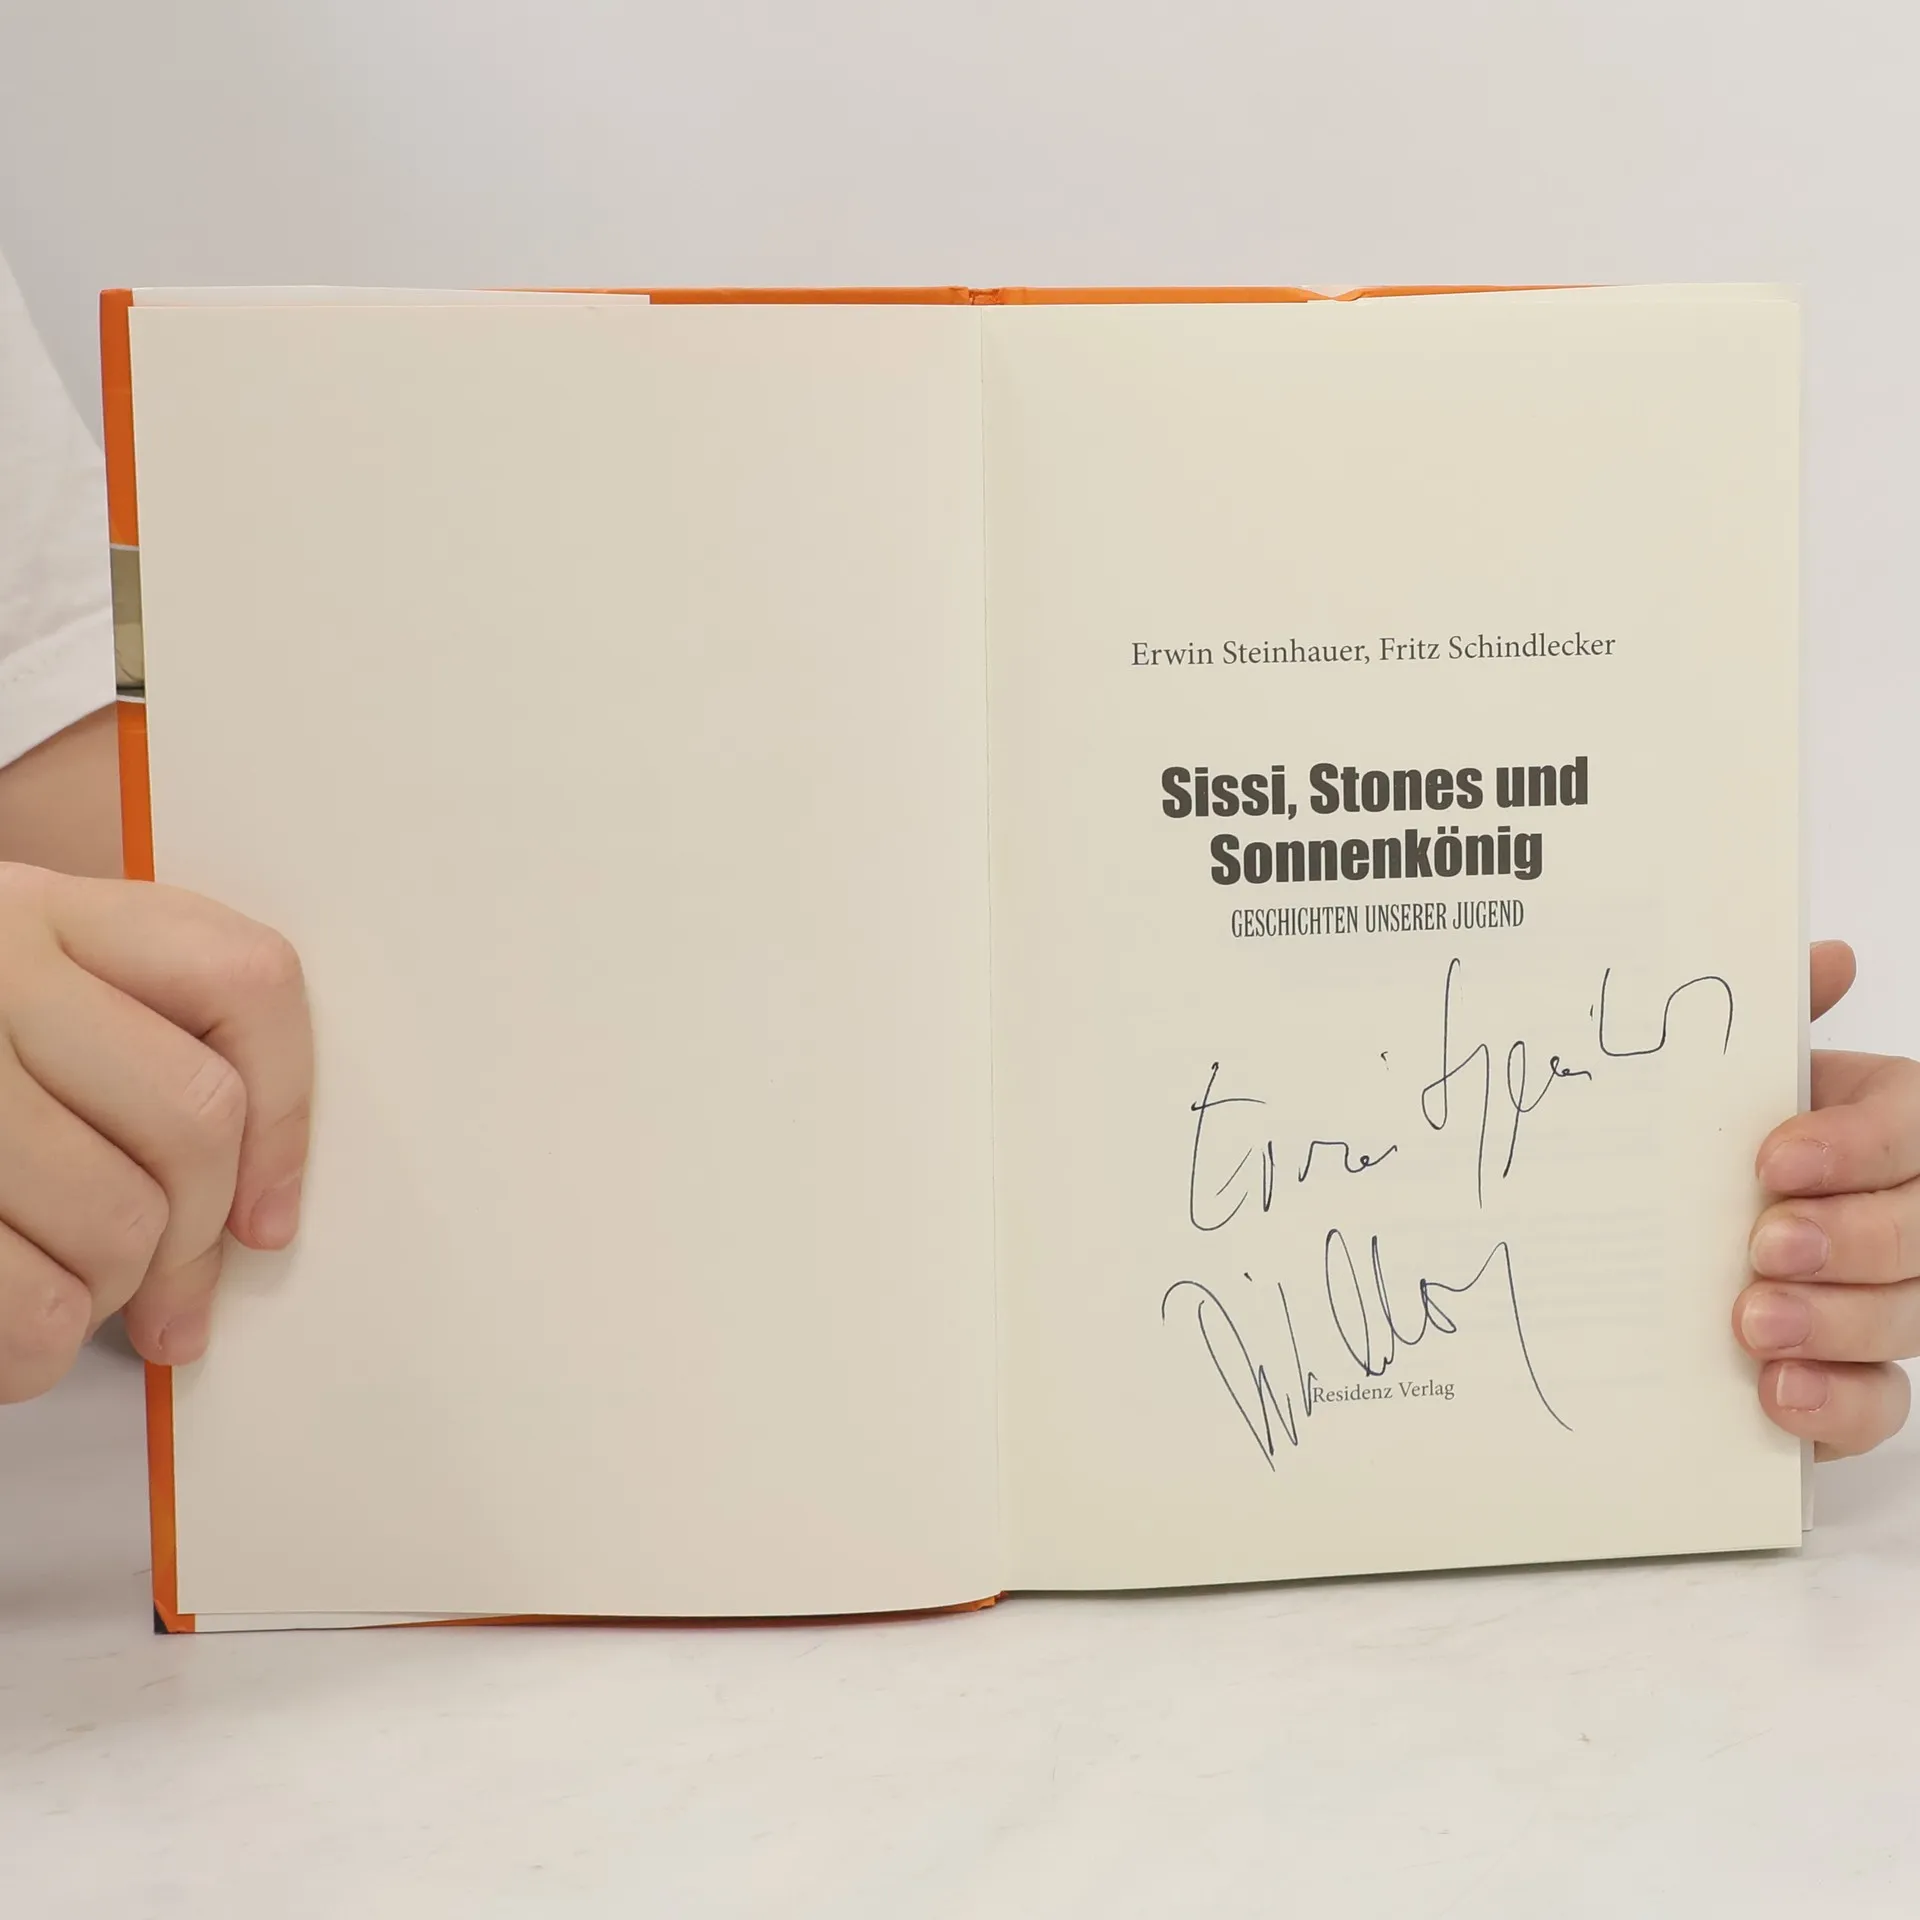 Erwin Steinhauer, Fritz Schindlecker
Sissi, Stones und
Sonnenkönig
GESCHICHTEN UNSERER JUGEND
Residenz Verlag